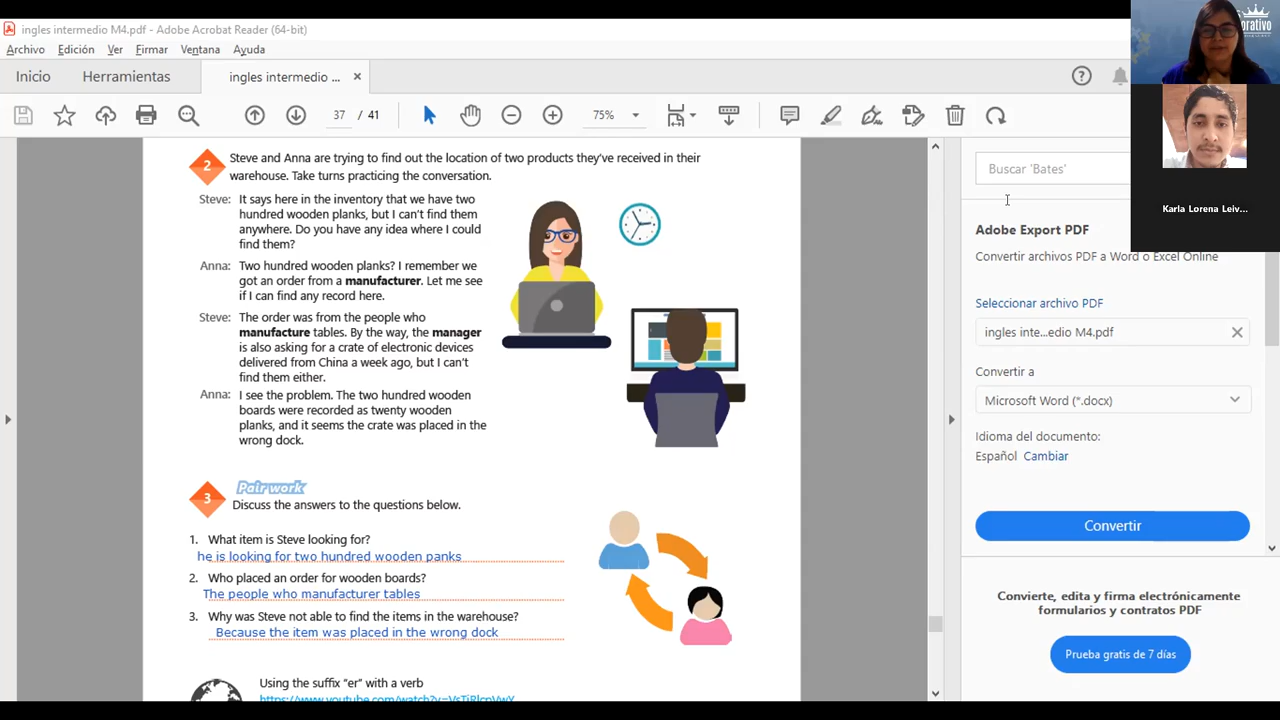 ingles intermedio M4.pdf - Adobe Acrobat Reader (64-bit)
Archivo Edición Ver Firmar Ventana Ayuda
Inicio Herramientas ingles intermedio ... ×
37 / 41 75%
2 Steve and Anna are trying to find out the location of two products they've received in their
warehouse. Take turns practicing the conversation.
Steve: It says here in the inventory that we have two
hundred wooden planks, but I can't find them
anywhere. Do you have any idea where I could
find them?
Anna: Two hundred wooden planks? I remember we
got an order from a manufacturer. Let me see
if I can find any record here.
Steve: The order was from the people who
manufacture tables. By the way, the manager
is also asking for a crate of electronic devices
delivered from China a week ago, but I can't
find them either.
Anna: I see the problem. The two hundred wooden
boards were recorded as twenty wooden
planks, and it seems the crate was placed in the
wrong dock.
3 Pair work
Discuss the answers to the questions below.
1. What item is Steve looking for?
he is looking for two hundred wooden panks
2. Who placed an order for wooden boards?
The people who manufacturer tables
3. Why was Steve not able to find the items in the warehouse?
Because the item was placed in the wrong dock
Using the suffix "er" with a verb
Buscar 'Bates'
Adobe Export PDF
Convertir archivos PDF a Word o Excel Online
Seleccionar archivo PDF
ingles inte...edio M4.pdf
Convertir a
Microsoft Word (*.docx)
Idioma del documento:
Español Cambiar
Convertir
Convierte, edita y firma electrónicamente
formularios y contratos PDF
Prueba gratis de 7 días
orativo
Karla Lorena Leiv...